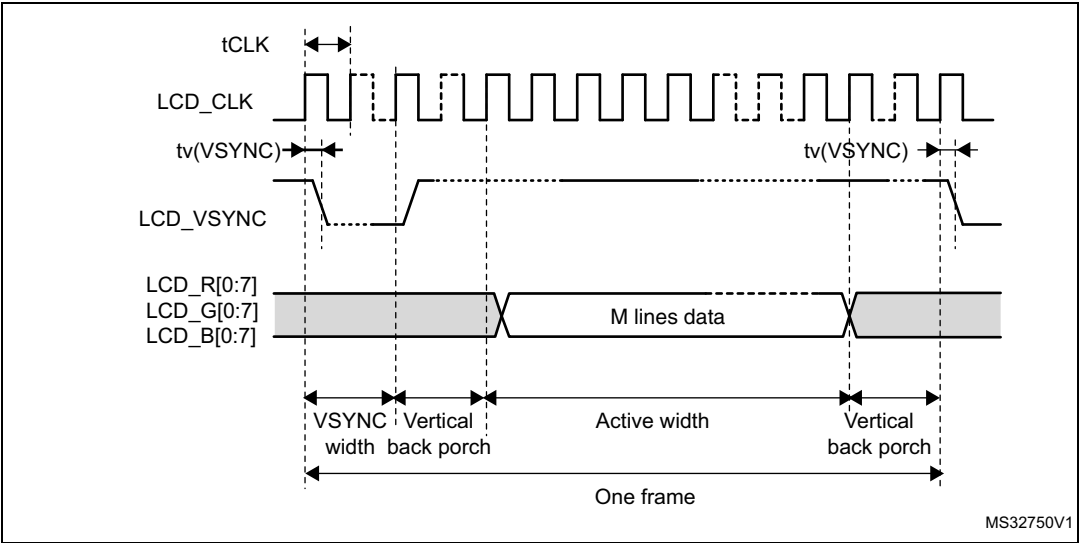 tCLK
LCD_CLK
tv(VSYNC)
tv(VSYNC)
LCD_VSYNC
LCD_R[0:7]
LCD_G[0:7]
LCD_B[0:7]
M lines data
VSYNC
width
Vertical
back porch
Active width
Vertical
back porch
One frame
MS32750V1